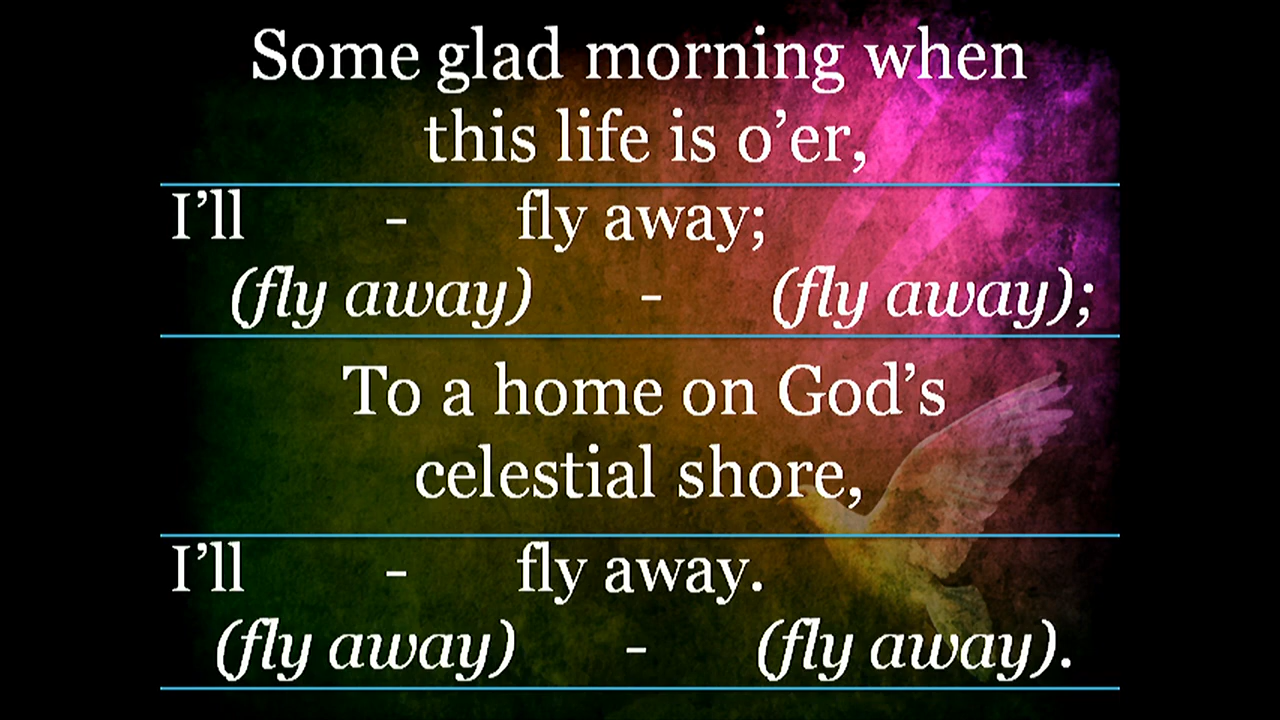 Some glad morning when
this life is o’er,
I’ll - fly away;
(fly away) - (fly away);
To a home on God’s
celestial shore,
I’ll - fly away.
(fly away) - (fly away).